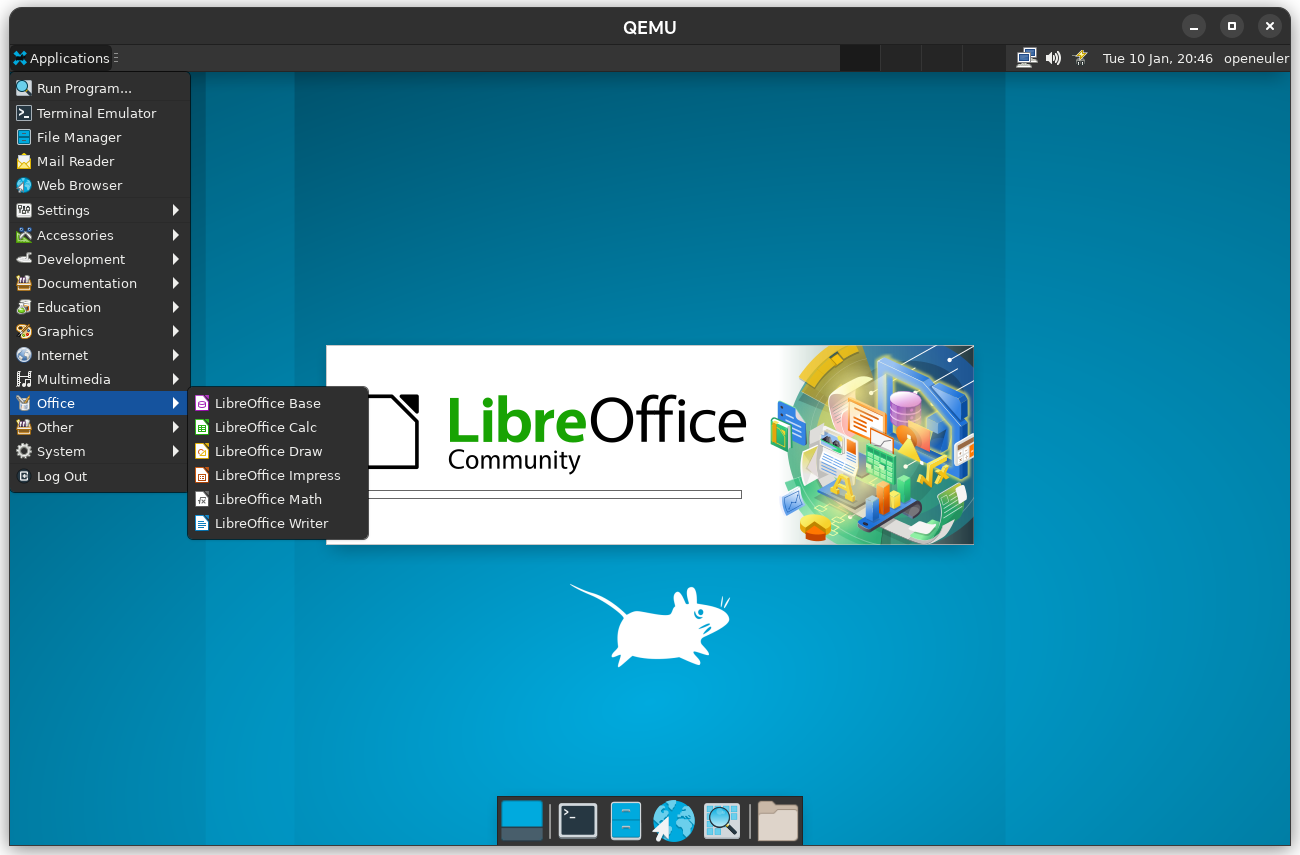 QEMU
Applications
Tue 10 Jan, 20:46 openeuler
Run Program...
Terminal Emulator
File Manager
Mail Reader
Web Browser
Settings
Accessories
Development
Documentation
Education
Graphics
Internet
Multimedia
Office
Other
System
Log Out
LibreOffice Base
LibreOffice Calc
LibreOffice Draw
LibreOffice Impress
LibreOffice Math
LibreOffice Writer
LibreOffice
Community